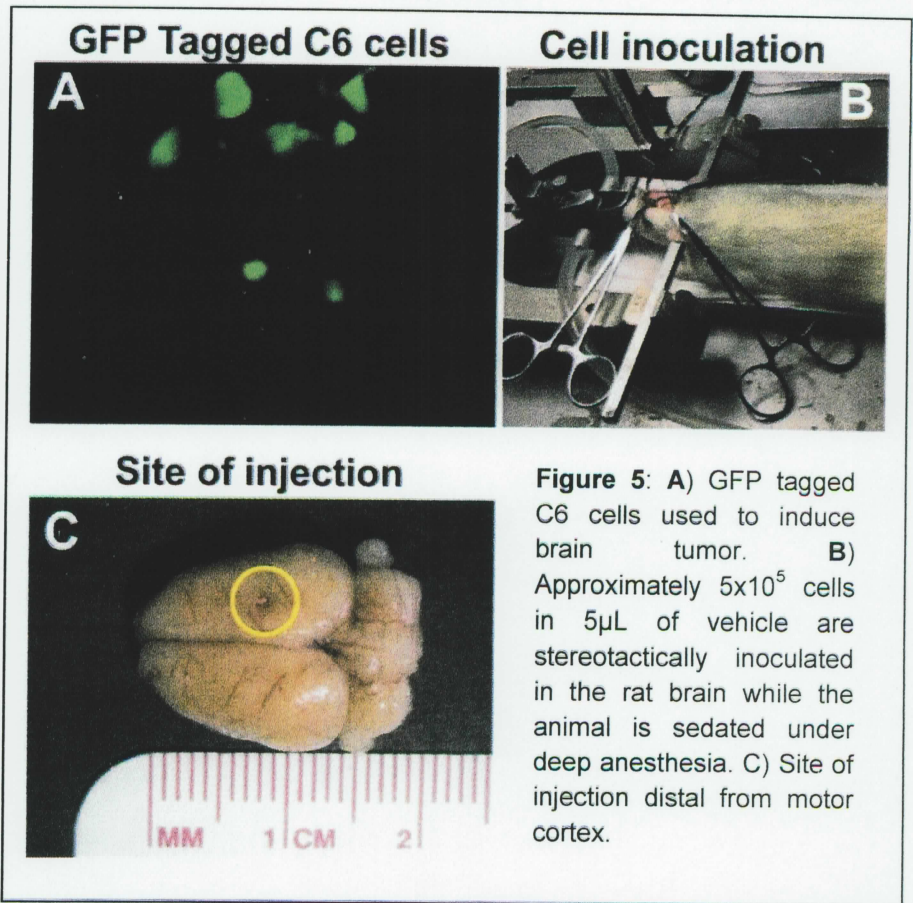 GFP Tagged C6 cells
Cell inoculation
A
B
Site of injection
C
MM 1 CM 2
Figure 5: A) GFP tagged
C6 cells used to induce
brain tumor. B)
Approximately 5x10⁵ cells
in 5µL of vehicle are
stereotactically inoculated
in the rat brain while the
animal is sedated under
deep anesthesia. C) Site of
injection distal from motor
cortex.